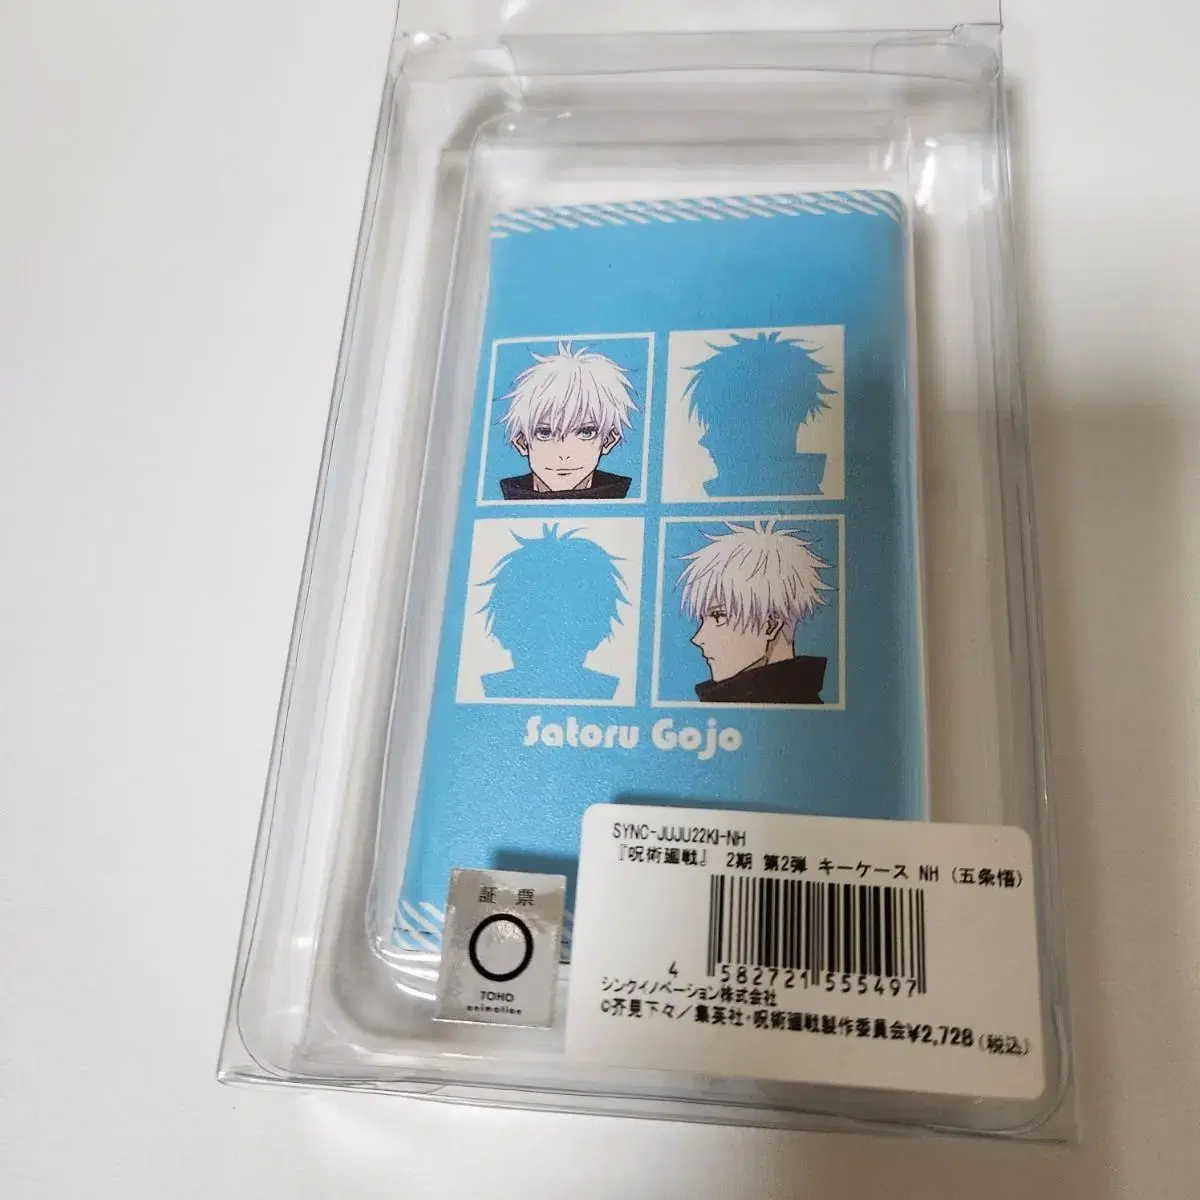 Satoru Gojo
SYNC-JUJU22KJ-NH
『呪術廻戦』 2期 第2弾 キーケース NH (五条悟)
4 582721 555497
シンクイノベーション株式会社
©芥見下々/集英社・呪術廻戦製作委員会¥2,728(税込)
証 票
TOHO
animation